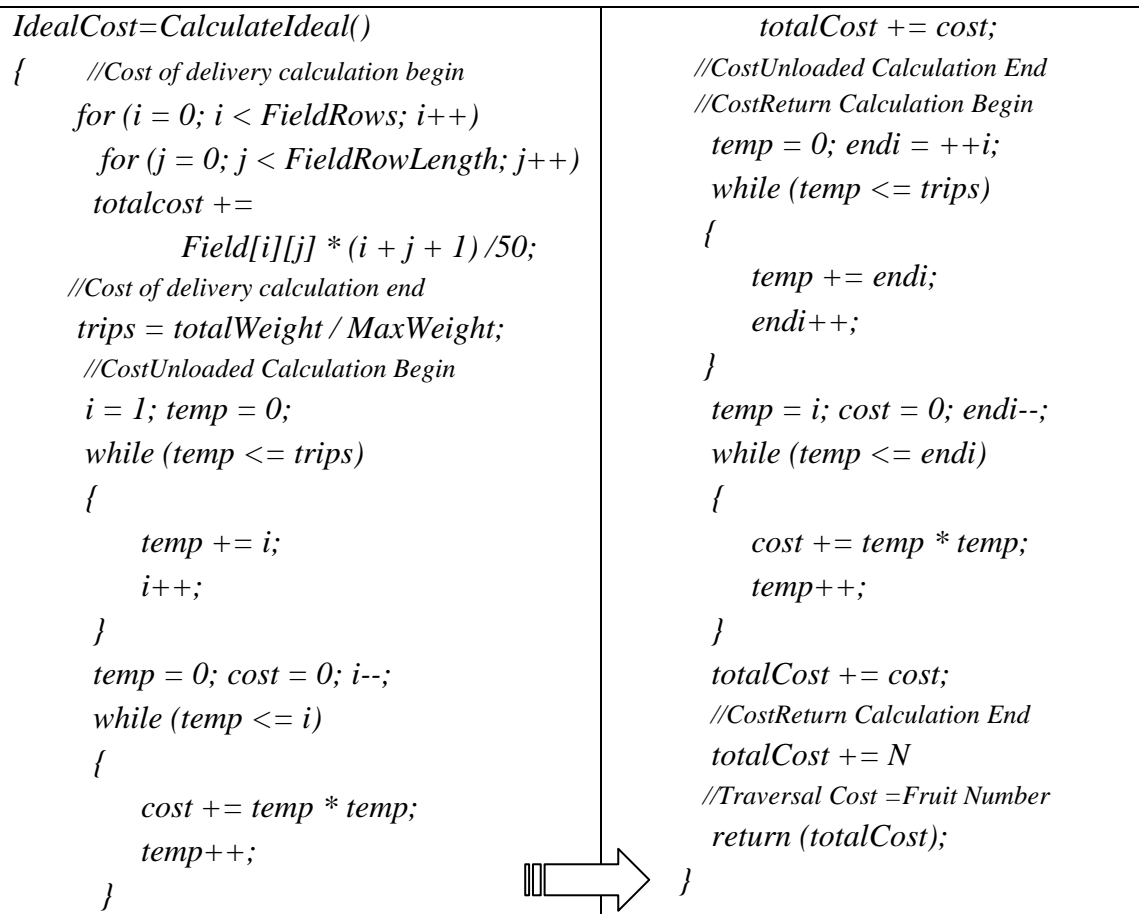 IdealCost=CalculateIdeal()
{ //Cost of delivery calculation begin
for (i = 0; i < FieldRows; i++)
for (j = 0; j < FieldRowLength; j++)
totalcost +=
Field[i][j] * (i + j + 1) /50;
//Cost of delivery calculation end
trips = totalWeight / MaxWeight;
//CostUnloaded Calculation Begin
i = 1; temp = 0;
while (temp <= trips)
{
temp += i;
i++;
}
temp = 0; cost = 0; i--;
while (temp <= i)
{
cost += temp * temp;
temp++;
}
totalCost += cost;
//CostUnloaded Calculation End
//CostReturn Calculation Begin
temp = 0; endi = ++i;
while (temp <= trips)
{
temp += endi;
endi++;
}
temp = i; cost = 0; endi--;
while (temp <= endi)
{
cost += temp * temp;
temp++;
}
totalCost += cost;
//CostReturn Calculation End
totalCost += N
//Traversal Cost =Fruit Number
return (totalCost);
}